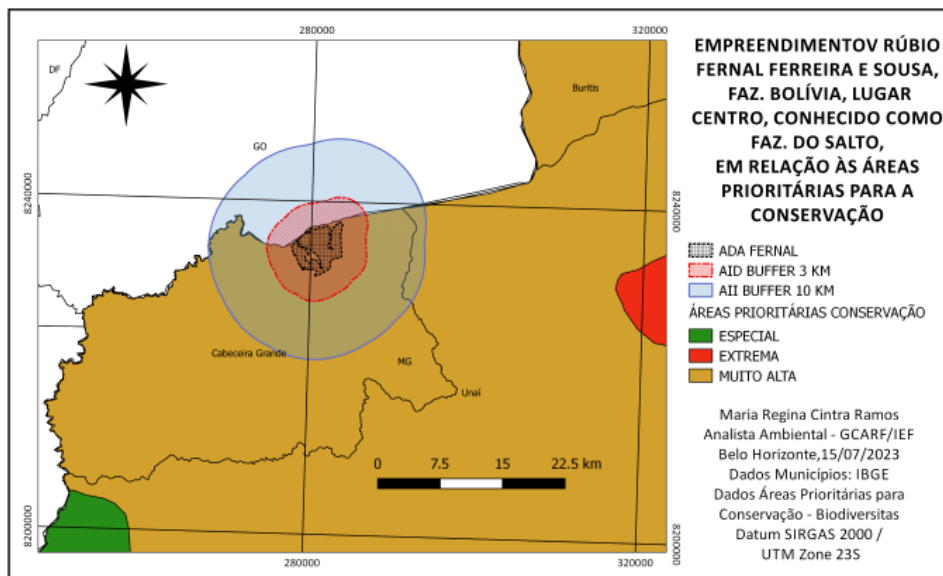 280000
320000
DF
Buritis
GO
8240000
8240000
Cabeceira Grande
MG
Unaí
0 7.5 15 22.5 km
8200000
8200000
280000
320000
EMPREENDIMENTOV RÚBIO
FERNAL FERREIRA E SOUSA,
FAZ. BOLÍVIA, LUGAR
CENTRO, CONHECIDO COMO
FAZ. DO SALTO,
EM RELAÇÃO ÀS ÁREAS
PRIORITÁRIAS PARA A
CONSERVAÇÃO
ADA FERNAL
AID BUFFER 3 KM
AII BUFFER 10 KM
ÁREAS PRIORITÁRIAS CONSERVAÇÃO
ESPECIAL
EXTREMA
MUITO ALTA
Maria Regina Cintra Ramos
Analista Ambiental - GCARF/IEF
Belo Horizonte,15/07/2023
Dados Municípios: IBGE
Dados Áreas Prioritárias para
Conservação - Biodiversitas
Datum SIRGAS 2000 /
UTM Zone 23S